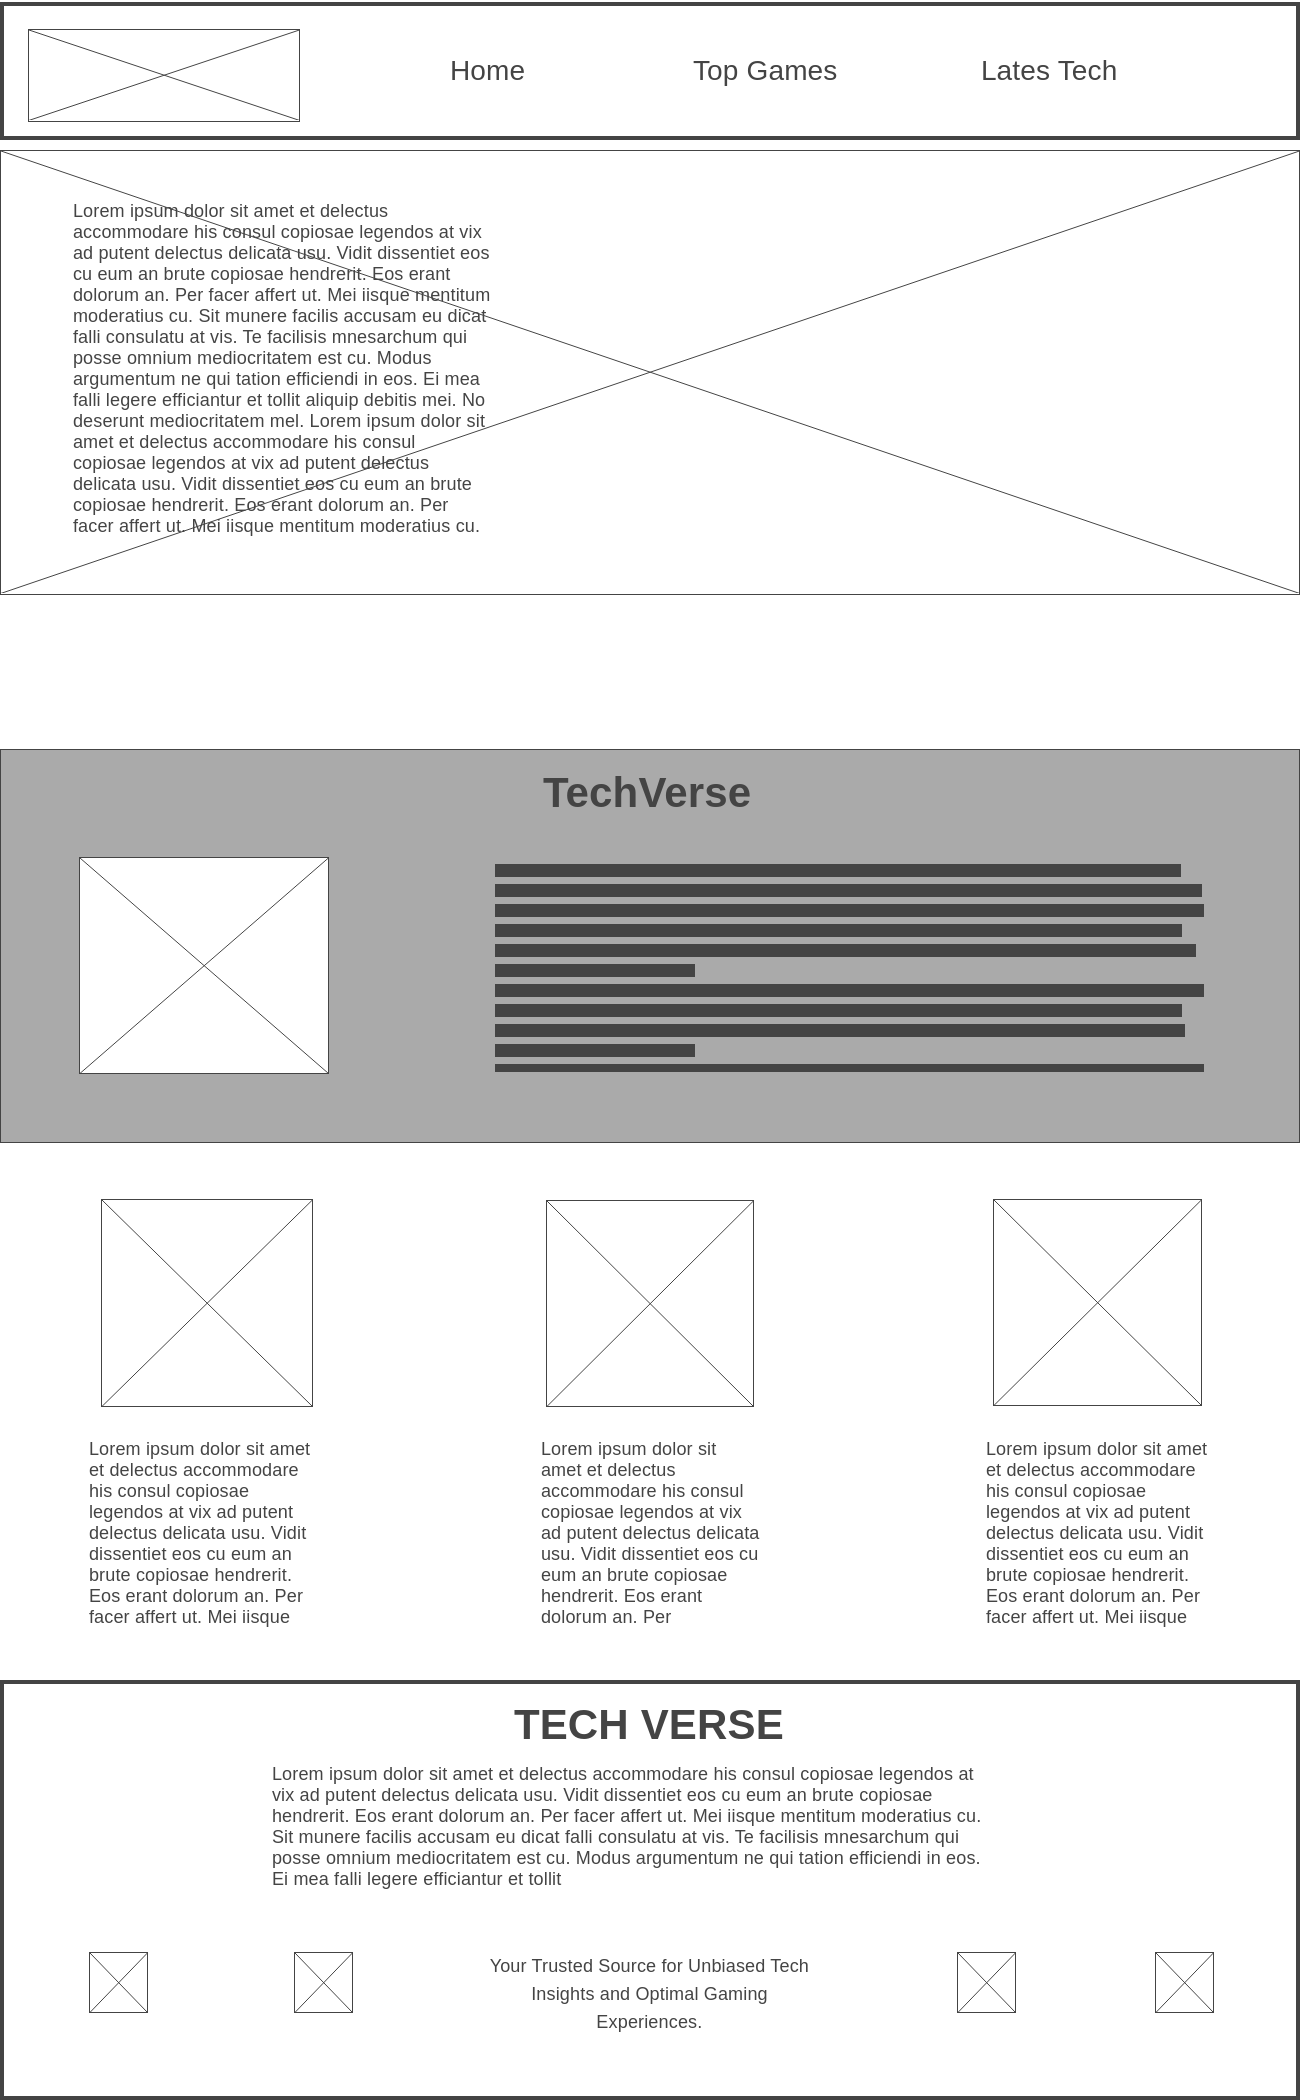 Home
Top Games
Lates Tech
Lorem ipsum dolor sit amet et delectus
accommodare his consul copiosae legendos at vix
ad putent delectus delicata usu. Vidit dissentiet eos
cu eum an brute copiosae hendrerit. Eos erant
dolorum an. Per facer affert ut. Mei iisque mentitum
moderatius cu. Sit munere facilis accusam eu dicat
falli consulatu at vis. Te facilisis mnesarchum qui
posse omnium mediocritatem est cu. Modus
argumentum ne qui tation efficiendi in eos. Ei mea
falli legere efficiantur et tollit aliquip debitis mei. No
deserunt mediocritatem mel. Lorem ipsum dolor sit
amet et delectus accommodare his consul
copiosae legendos at vix ad putent delectus
delicata usu. Vidit dissentiet eos cu eum an brute
copiosae hendrerit. Eos erant dolorum an. Per
facer affert ut. Mei iisque mentitum moderatius cu.
TechVerse
Lorem ipsum dolor sit amet
et delectus accommodare
his consul copiosae
legendos at vix ad putent
delectus delicata usu. Vidit
dissentiet eos cu eum an
brute copiosae hendrerit.
Eos erant dolorum an. Per
facer affert ut. Mei iisque
Lorem ipsum dolor sit
amet et delectus
accommodare his consul
copiosae legendos at vix
ad putent delectus delicata
usu. Vidit dissentiet eos cu
eum an brute copiosae
hendrerit. Eos erant
dolorum an. Per
Lorem ipsum dolor sit amet
et delectus accommodare
his consul copiosae
legendos at vix ad putent
delectus delicata usu. Vidit
dissentiet eos cu eum an
brute copiosae hendrerit.
Eos erant dolorum an. Per
facer affert ut. Mei iisque
TECH VERSE
Lorem ipsum dolor sit amet et delectus accommodare his consul copiosae legendos at
vix ad putent delectus delicata usu. Vidit dissentiet eos cu eum an brute copiosae
hendrerit. Eos erant dolorum an. Per facer affert ut. Mei iisque mentitum moderatius cu.
Sit munere facilis accusam eu dicat falli consulatu at vis. Te facilisis mnesarchum qui
posse omnium mediocritatem est cu. Modus argumentum ne qui tation efficiendi in eos.
Ei mea falli legere efficiantur et tollit
Your Trusted Source for Unbiased Tech
Insights and Optimal Gaming
Experiences.